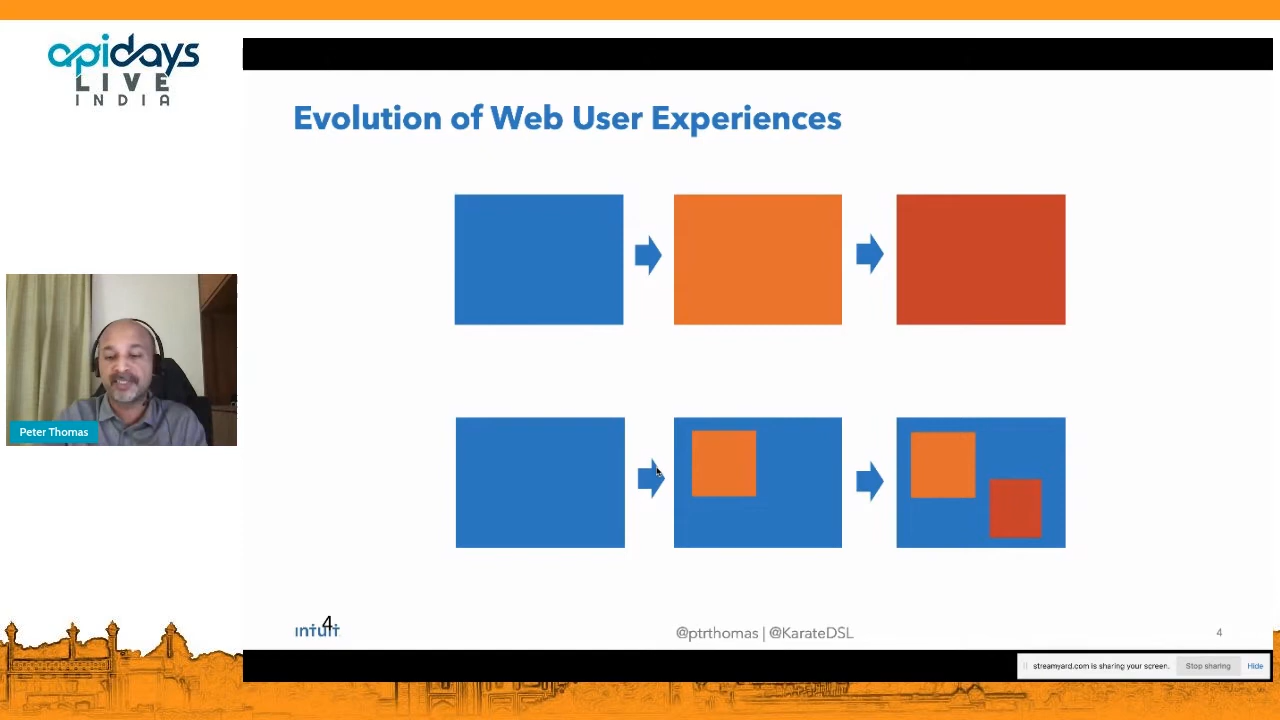 apidays
LIVE
INDIA
Evolution of Web User Experiences
Peter Thomas
intuit
4
@ptrthomas | @KarateDSL
4
streamyard.com is sharing your screen.
Stop sharing
Hide